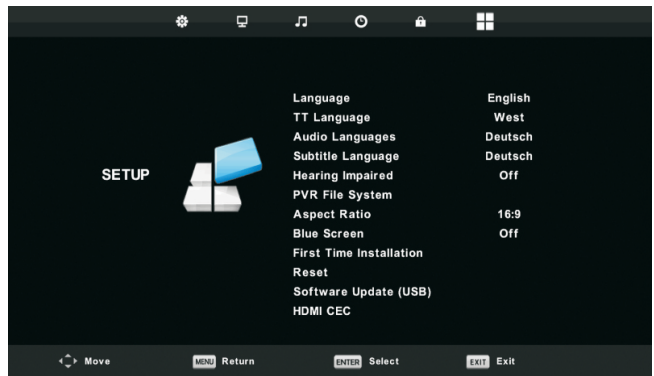 Language English
TT Language West
Audio Languages Deutsch
Subtitle Language Deutsch
SETUP
Hearing Impaired Off
PVR File System
Aspect Ratio 16:9
Blue Screen Off
First Time Installation
Reset
Software Update (USB)
HDMI CEC
Move MENU Return ENTER Select EXIT Exit